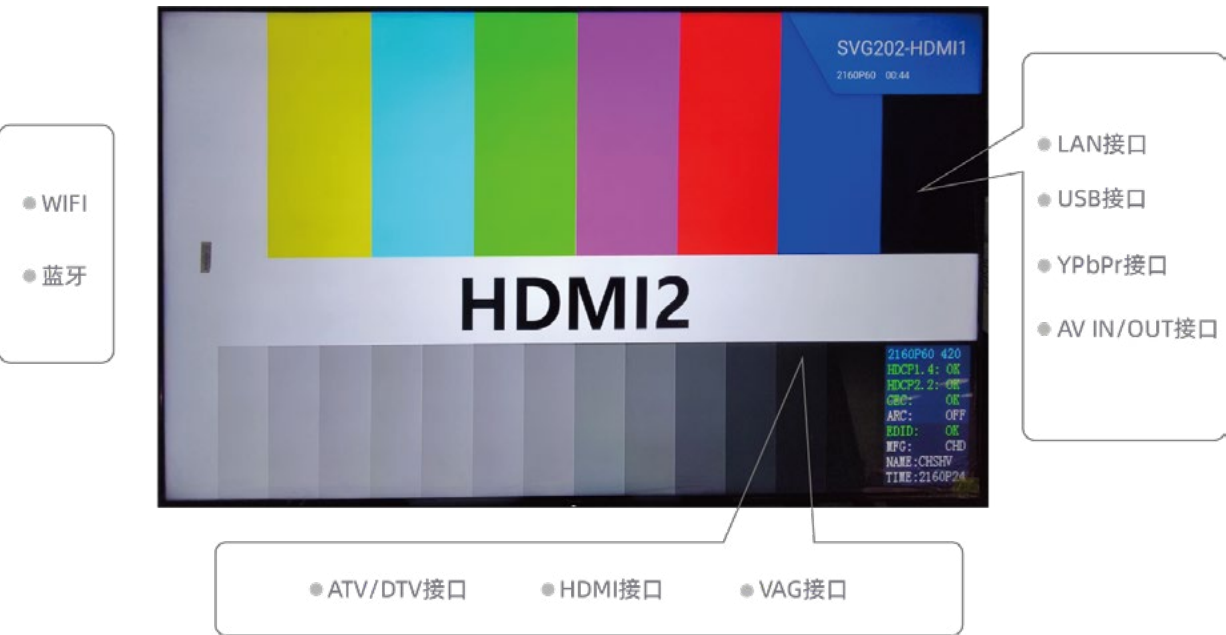 WIFI
蓝牙
SVG202-HDMI1
2160P60 00:44
HDMI2
2160P60 420
HDCP1.4: OK
HDCP2.2: OK
ARC: OFF
EDID: OK
MFG: CHD
NAME:CHSHV
TIME:2160P24
LAN接口
USB接口
YPbPr接口
AV IN/OUT接口
ATV/DTV接口
HDMI接口
VAG接口